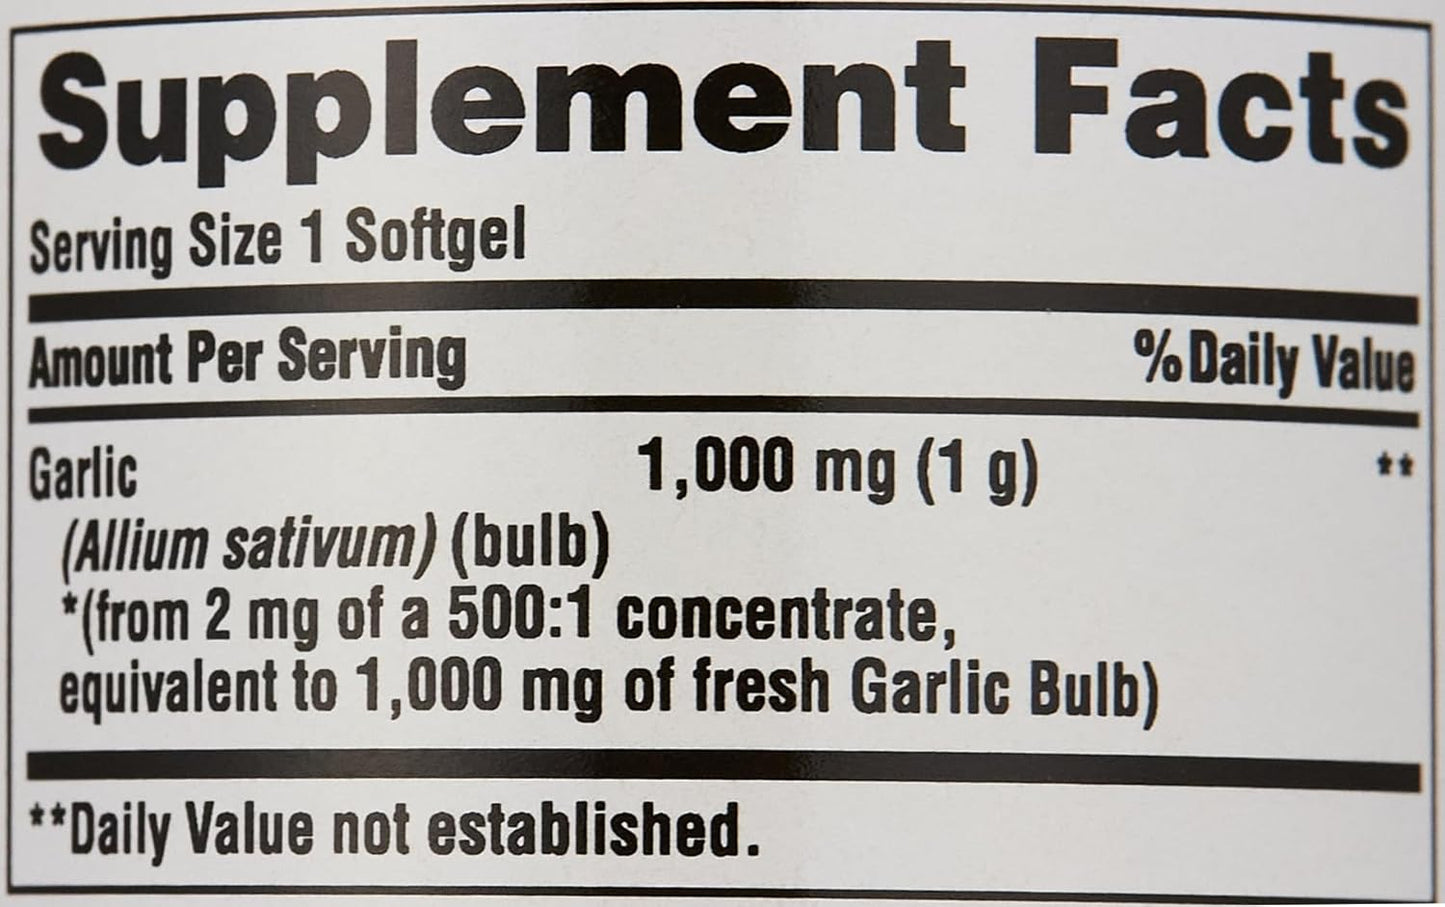 Supplement Facts
Serving Size 1 Softgel
Amount Per Serving %Daily Value
Garlic 1,000 mg (1 g) **
(Allium sativum) (bulb)
*(from 2 mg of a 500:1 concentrate,
equivalent to 1,000 mg of fresh Garlic Bulb)
**Daily Value not established.